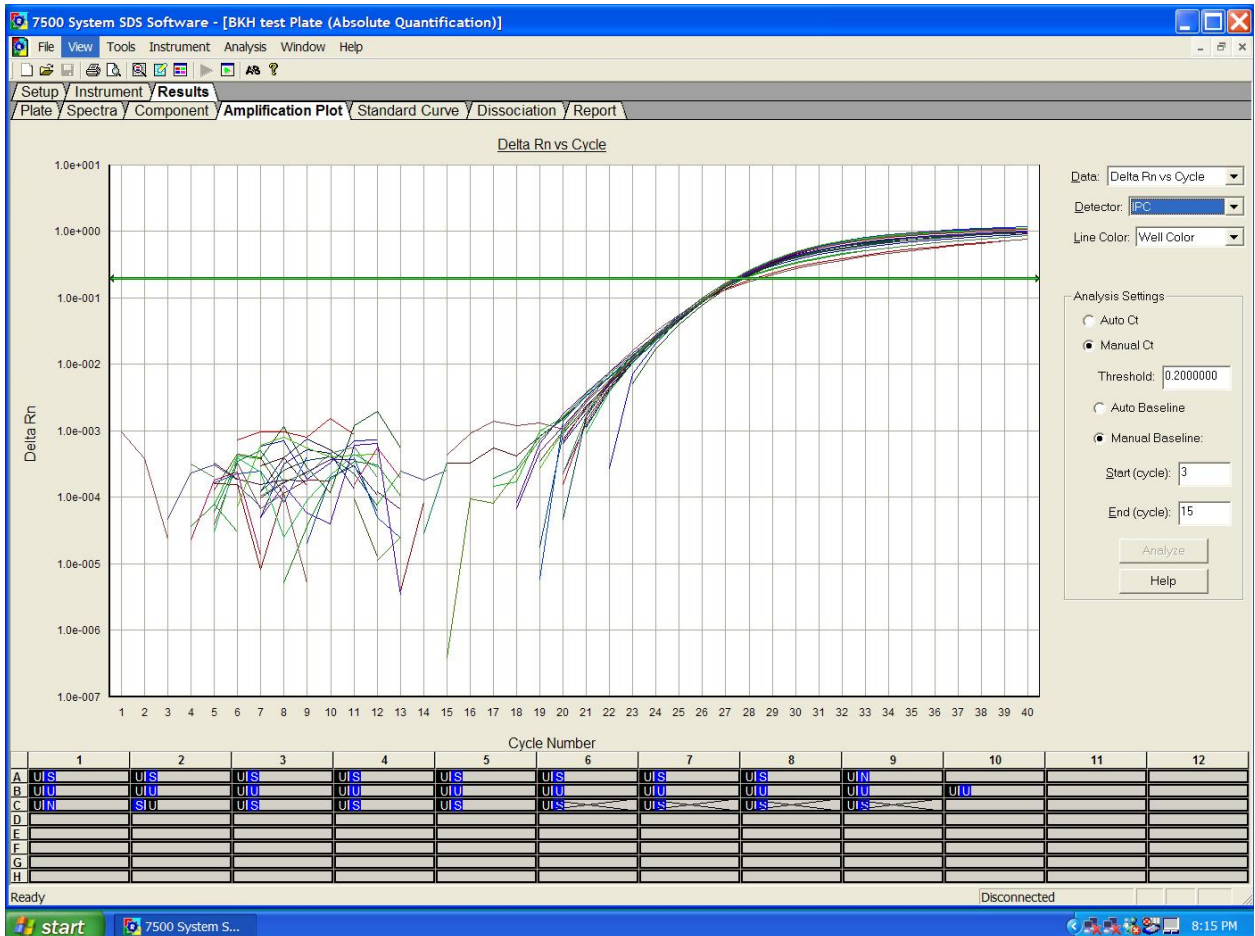 7500 System SDS Software - [BKH test Plate (Absolute Quantification)]
File View Tools Instrument Analysis Window Help
Setup Instrument Results
Plate Spectra Component Amplification Plot Standard Curve Dissociation Report
Delta Rn vs Cycle
1.0e+001
1.0e+000
1.0e-001
1.0e-002
1.0e-003
1.0e-004
1.0e-005
1.0e-006
1.0e-007
Delta Rn
1 2 3 4 5 6 7 8 9 10 11 12 13 14 15 16 17 18 19 20 21 22 23 24 25 26 27 28 29 30 31 32 33 34 35 36 37 38 39 40
Cycle Number
Data: Delta Rn vs Cycle
Detector: IPC
Line Color: Well Color
Analysis Settings
Auto Ct
Manual Ct
Threshold: 0.2000000
Auto Baseline
Manual Baseline:
Start (cycle): 3
End (cycle): 15
Analyze
Help
1 2 3 4 5 6 7 8 9 10 11 12
A U S U S U S U S U S U S U S U S U N
B U U U U U U U U U U U U U U U U U U U U
C U N S U U S U S U S U S U S U S U S
D
E
F
G
H
Ready Disconnected
start 7500 System S... 8:15 PM